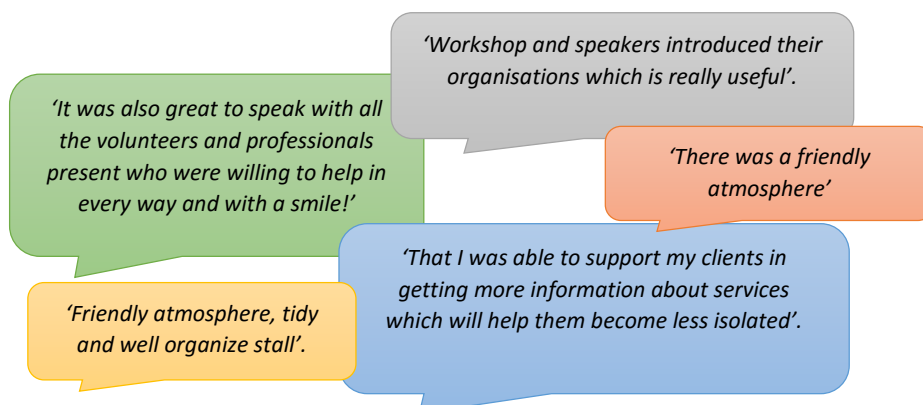 ‘Workshop and speakers introduced their
organisations which is really useful’.
‘It was also great to speak with all
the volunteers and professionals
present who were willing to help in
every way and with a smile!’
‘There was a friendly
atmosphere’
‘That I was able to support my clients in
getting more information about services
which will help them become less isolated’.
‘Friendly atmosphere, tidy
and well organize stall’.